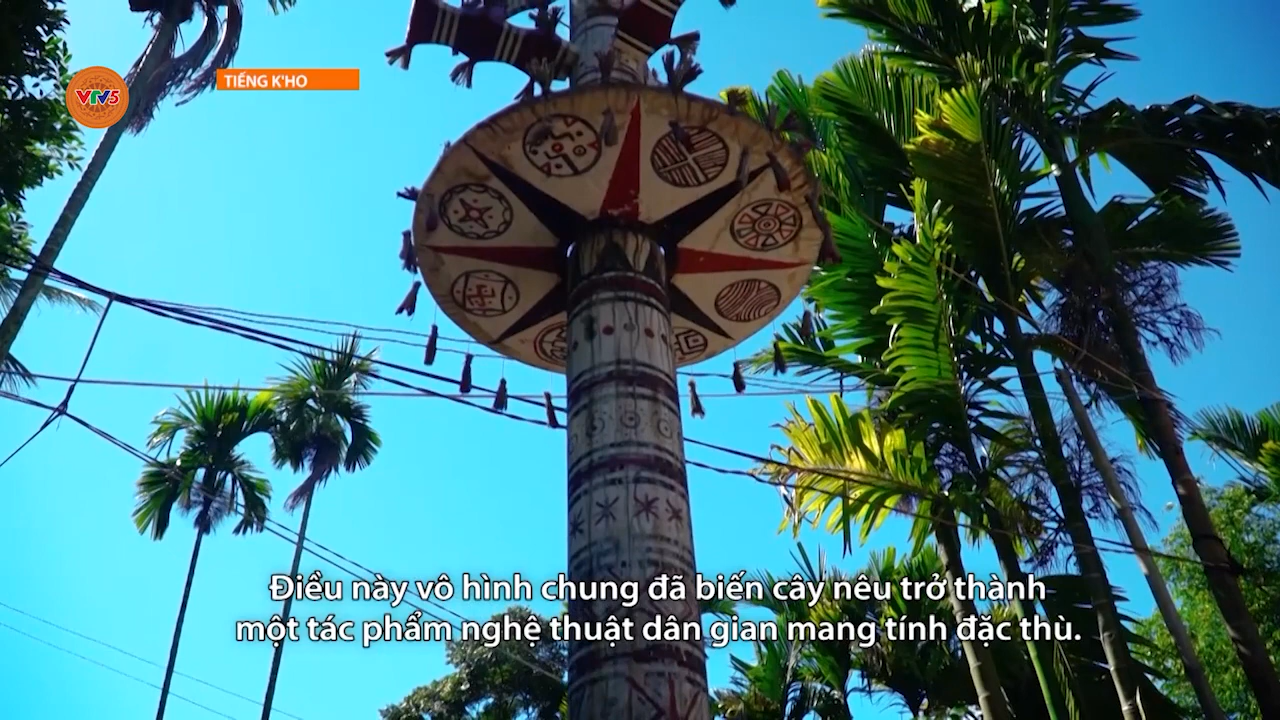 VTV5
TIẾNG K'HO
Điều này vô hình chung đã biến cây nêu trở thành
một tác phẩm nghệ thuật dân gian mang tính đặc thù.